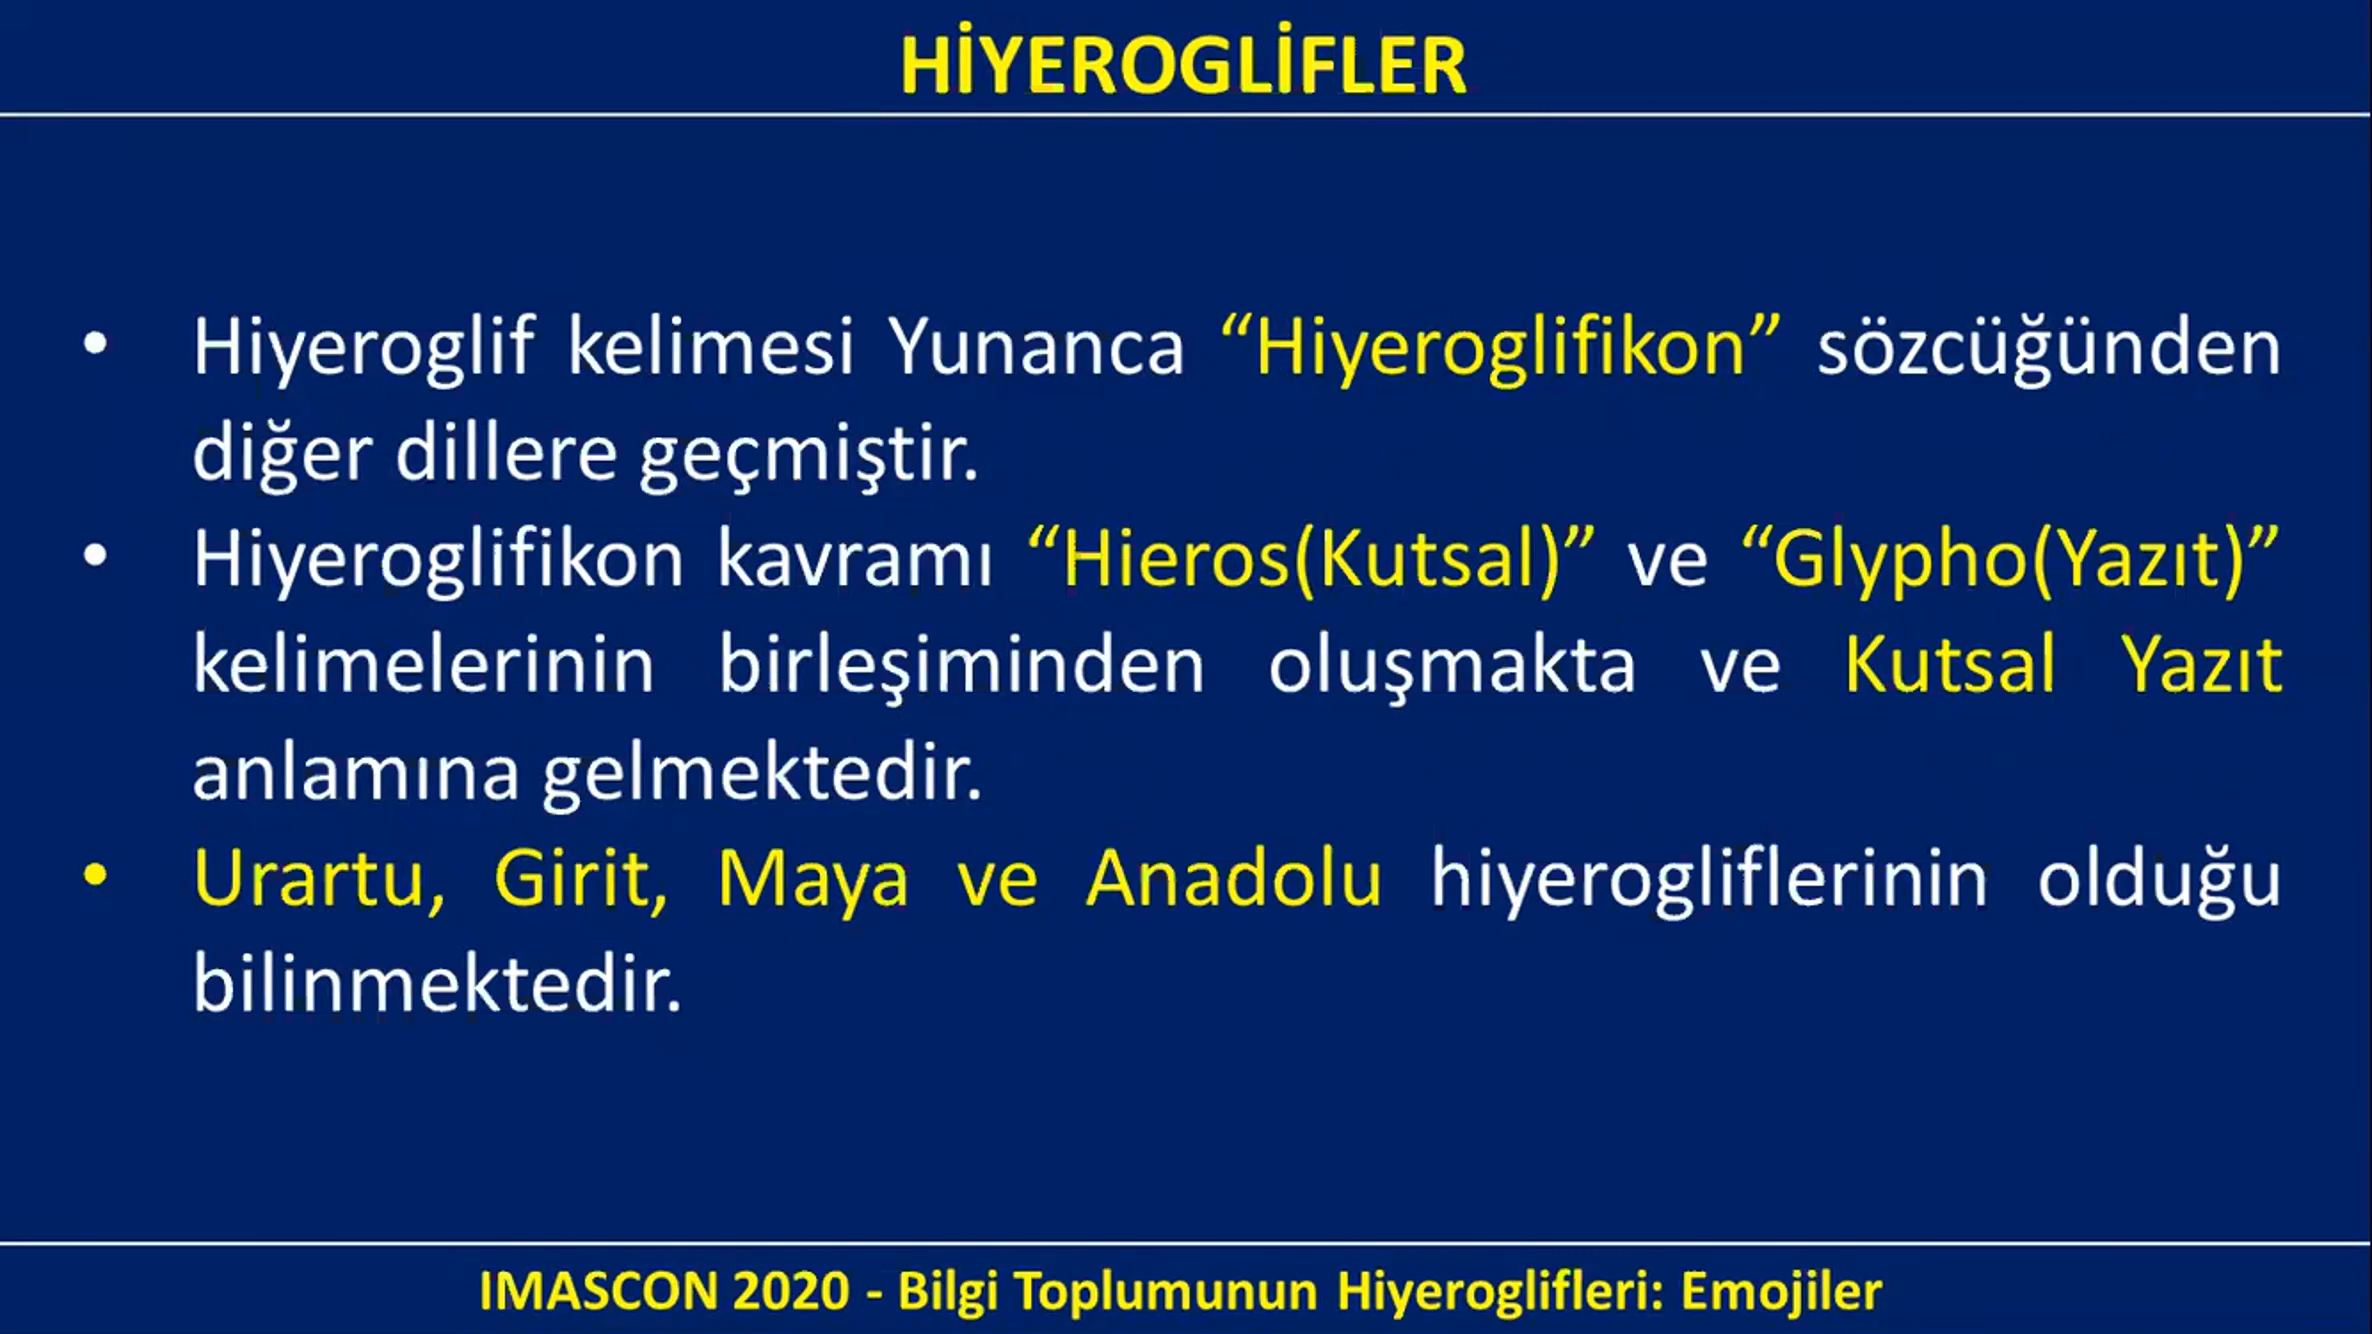 HİYEROGLİFLER
• Hiyeroglif kelimesi Yunanca “Hiyeroglifikon” sözcüğünden
diğer dillere geçmiştir.
• Hiyeroglifikon kavramı “Hieros(Kutsal)” ve “Glypho(Yazıt)”
kelimelerinin birleşiminden oluşmakta ve Kutsal Yazıt
anlamına gelmektedir.
• Urartu, Girit, Maya ve Anadolu hiyerogliflerinin olduğu
bilinmektedir.
IMASCON 2020 - Bilgi Toplumunun Hiyeroglifleri: Emojiler